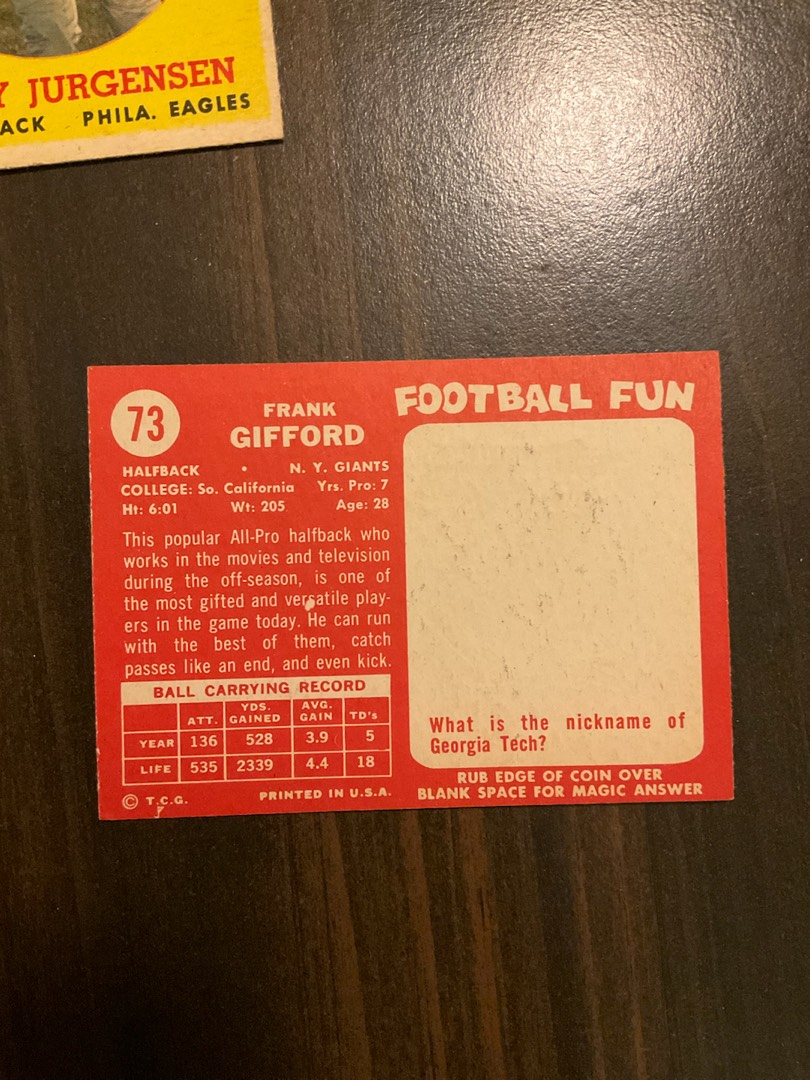 Y JURGENSEN
ACK PHILA. EAGLES
73
FRANK
GIFFORD
HALFBACK • N. Y. GIANTS
COLLEGE: So. California Yrs. Pro: 7
Ht: 6:01 Wt: 205 Age: 28
This popular All-Pro halfback who
works in the movies and television
during the off-season, is one of
the most gifted and versatile play-
ers in the game today. He can run
with the best of them, catch
passes like an end, and even kick.
BALL CARRYING RECORD
ATT. YDS. GAINED AVG. GAIN TD's
YEAR 136 528 3.9 5
LIFE 535 2339 4.4 18
© T.C.G. PRINTED IN U.S.A.
FOOTBALL FUN
What is the nickname of
Georgia Tech?
RUB EDGE OF COIN OVER
BLANK SPACE FOR MAGIC ANSWER